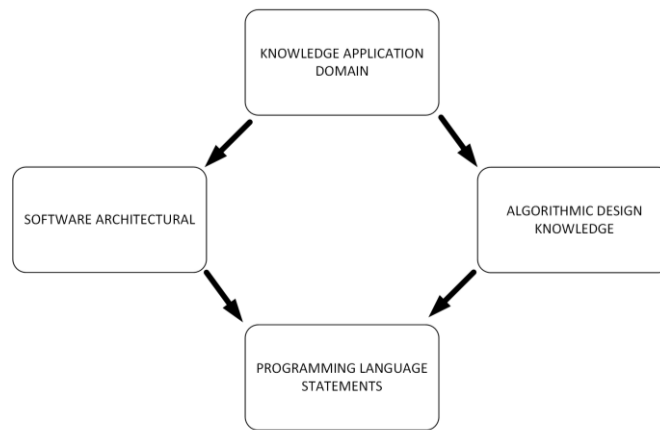 KNOWLEDGE APPLICATION
DOMAIN
SOFTWARE ARCHITECTURAL
ALGORITHMIC DESIGN
KNOWLEDGE
PROGRAMMING LANGUAGE
STATEMENTS